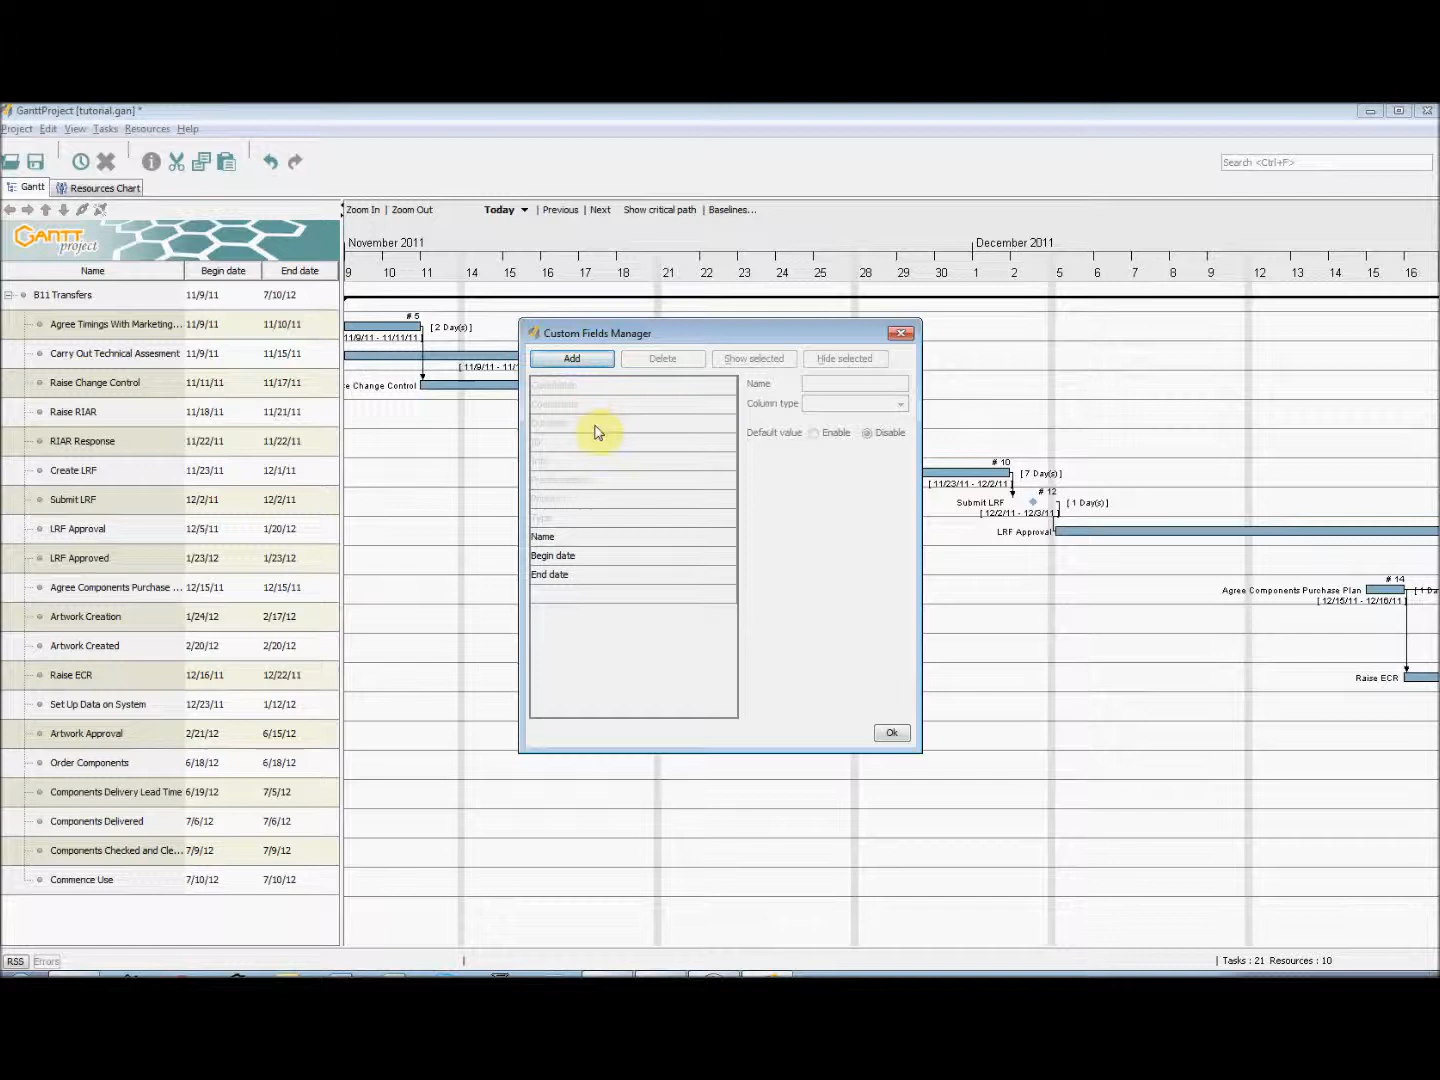 GanttProject [tutorial.gan] *
Project Edit View Tasks Resources Help
Search <Ctrl+F>
Gantt Resources Chart
Zoom In | Zoom Out Today | Previous | Next Show critical path | Baselines...
GANTT project
November 2011 December 2011
Name Begin date End date
9 10 11 14 15 16 17 18 21 22 23 24 25 28 29 30 1 2 5 6 7 8 9 12 13 14 15 16
B11 Transfers 11/9/11 7/10/12
Agree Timings With Marketing... 11/9/11 11/10/11
# 5
[ 2 Day(s) ]
11/9/11 - 11/11/11 ]
Carry Out Technical Assesment 11/9/11 11/15/11
[ 11/9/11 - 11/
Raise Change Control 11/11/11 11/17/11
e Change Control
Raise RIAR 11/18/11 11/21/11
RIAR Response 11/22/11 11/22/11
Create LRF 11/23/11 12/1/11
# 10
[ 7 Day(s) ]
[ 11/23/11 - 12/2/11 ]
Submit LRF 12/2/11 12/2/11
# 12
Submit LRF [ 1 Day(s) ]
[ 12/2/11 - 12/3/11 ]
LRF Approval 12/5/11 1/20/12
LRF Approval
LRF Approved 1/23/12 1/23/12
Agree Components Purchase ... 12/15/11 12/15/11
# 14
Agree Components Purchase Plan [ 1 Da
[ 12/15/11 - 12/16/11 ]
Artwork Creation 1/24/12 2/17/12
Artwork Created 2/20/12 2/20/12
Raise ECR 12/16/11 12/22/11
Raise ECR
Set Up Data on System 12/23/11 1/12/12
Artwork Approval 2/21/12 6/15/12
Order Components 6/18/12 6/18/12
Components Delivery Lead Time 6/19/12 7/5/12
Components Delivered 7/6/12 7/6/12
Components Checked and Cle... 7/9/12 7/9/12
Commence Use 7/10/12 7/10/12
Custom Fields Manager
Add Delete Show selected Hide selected
Name
Column type
Default value Enable Disable
Type
Name
Begin date
End date
Ok
RSS Errors
Tasks : 21 Resources : 10